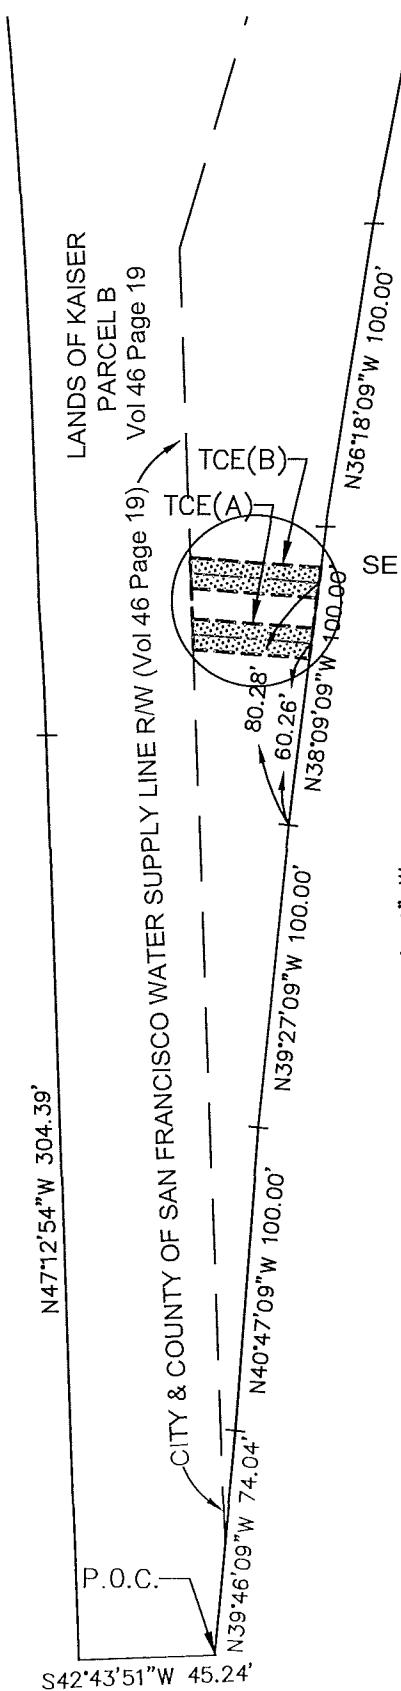 LANDS OF KAISER
PARCEL B
Vol 46 Page 19
N36°18'09"W 100.00'
TCE(B)
TCE(A)
SE
CITY & COUNTY OF SAN FRANCISCO WATER SUPPLY LINE R/W (Vol 46 Page 19)
80.28'
60.26'
N38°09'09"W 100.00'
N39°27'09"W 100.00'
N47°12'54"W 304.39'
N40°47'09"W 100.00'
N39°46'09"W 74.04'
P.O.C.
S42°43'51"W 45.24'